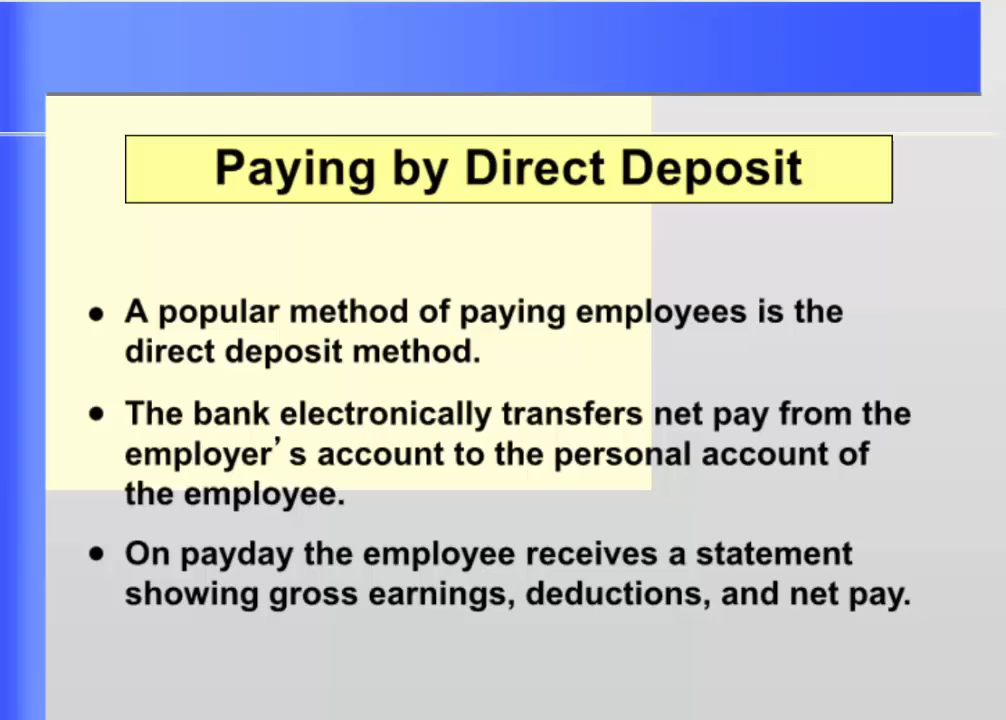 Paying by Direct Deposit
● A popular method of paying employees is the
direct deposit method.
● The bank electronically transfers net pay from the
employer’s account to the personal account of
the employee.
● On payday the employee receives a statement
showing gross earnings, deductions, and net pay.